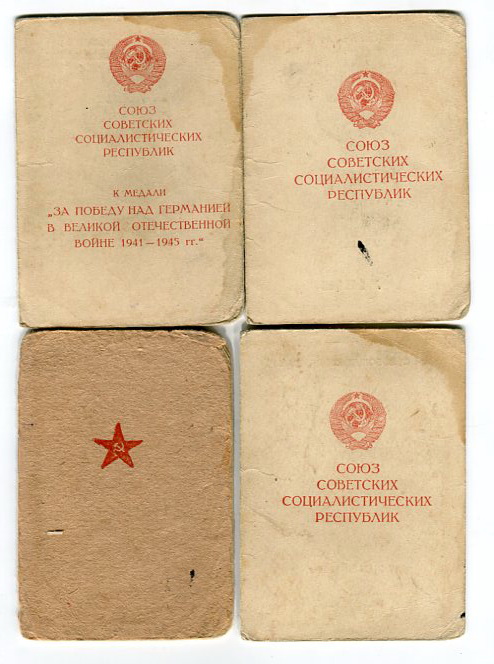 СОЮЗ
СОВЕТСКИХ
СОЦИАЛИСТИЧЕСКИХ
РЕСПУБЛИК
К МЕДАЛИ
„ЗА ПОБЕДУ НАД ГЕРМАНИЕЙ
В ВЕЛИКОЙ ОТЕЧЕСТВЕННОЙ
ВОЙНЕ 1941—1945 гг.“
СОЮЗ
СОВЕТСКИХ
СОЦИАЛИСТИЧЕСКИХ
РЕСПУБЛИК
СОЮЗ
СОВЕТСКИХ
СОЦИАЛИСТИЧЕСКИХ
РЕСПУБЛИК